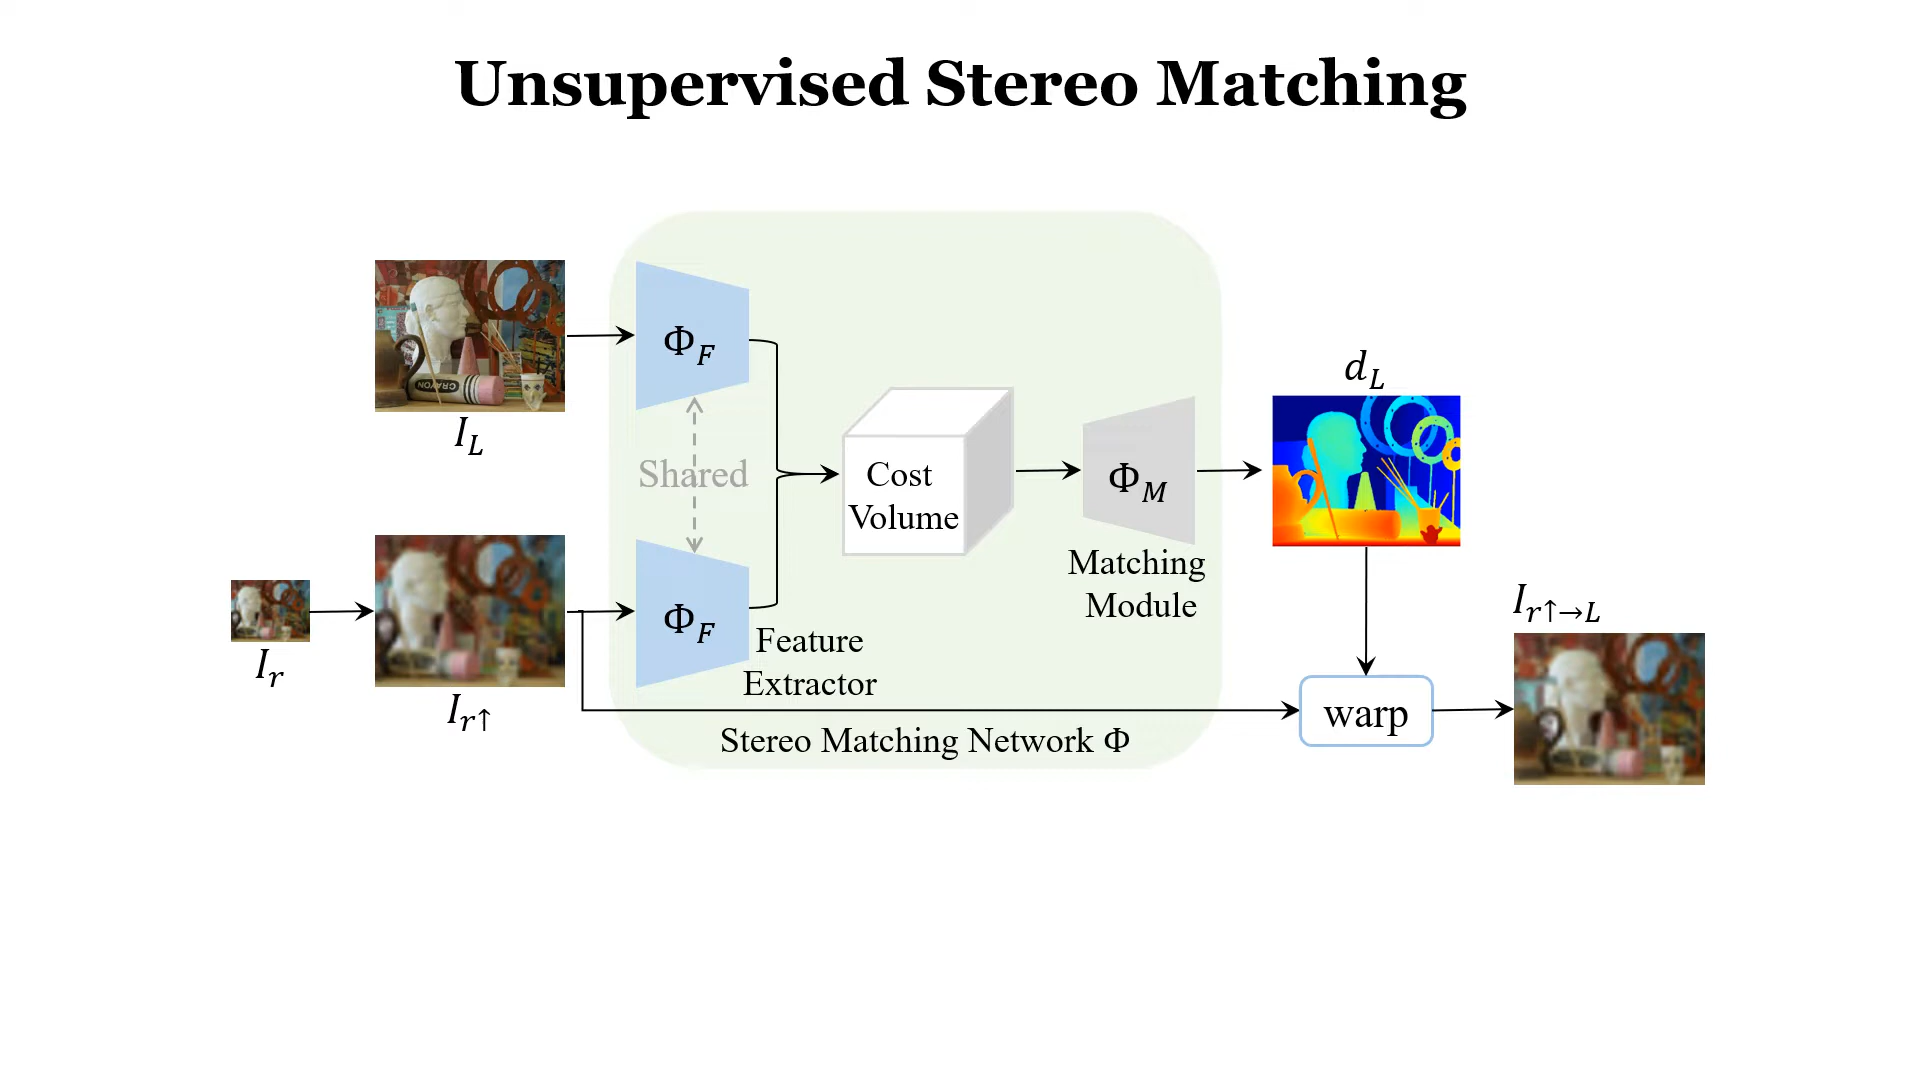 Unsupervised Stereo Matching
Φ_F
I_L
Shared
Cost
Volume
Φ_M
d_L
Matching
Module
I_r
I_{r↑}
Φ_F
Feature
Extractor
I_{r↑→L}
warp
Stereo Matching Network Φ
CRAYON